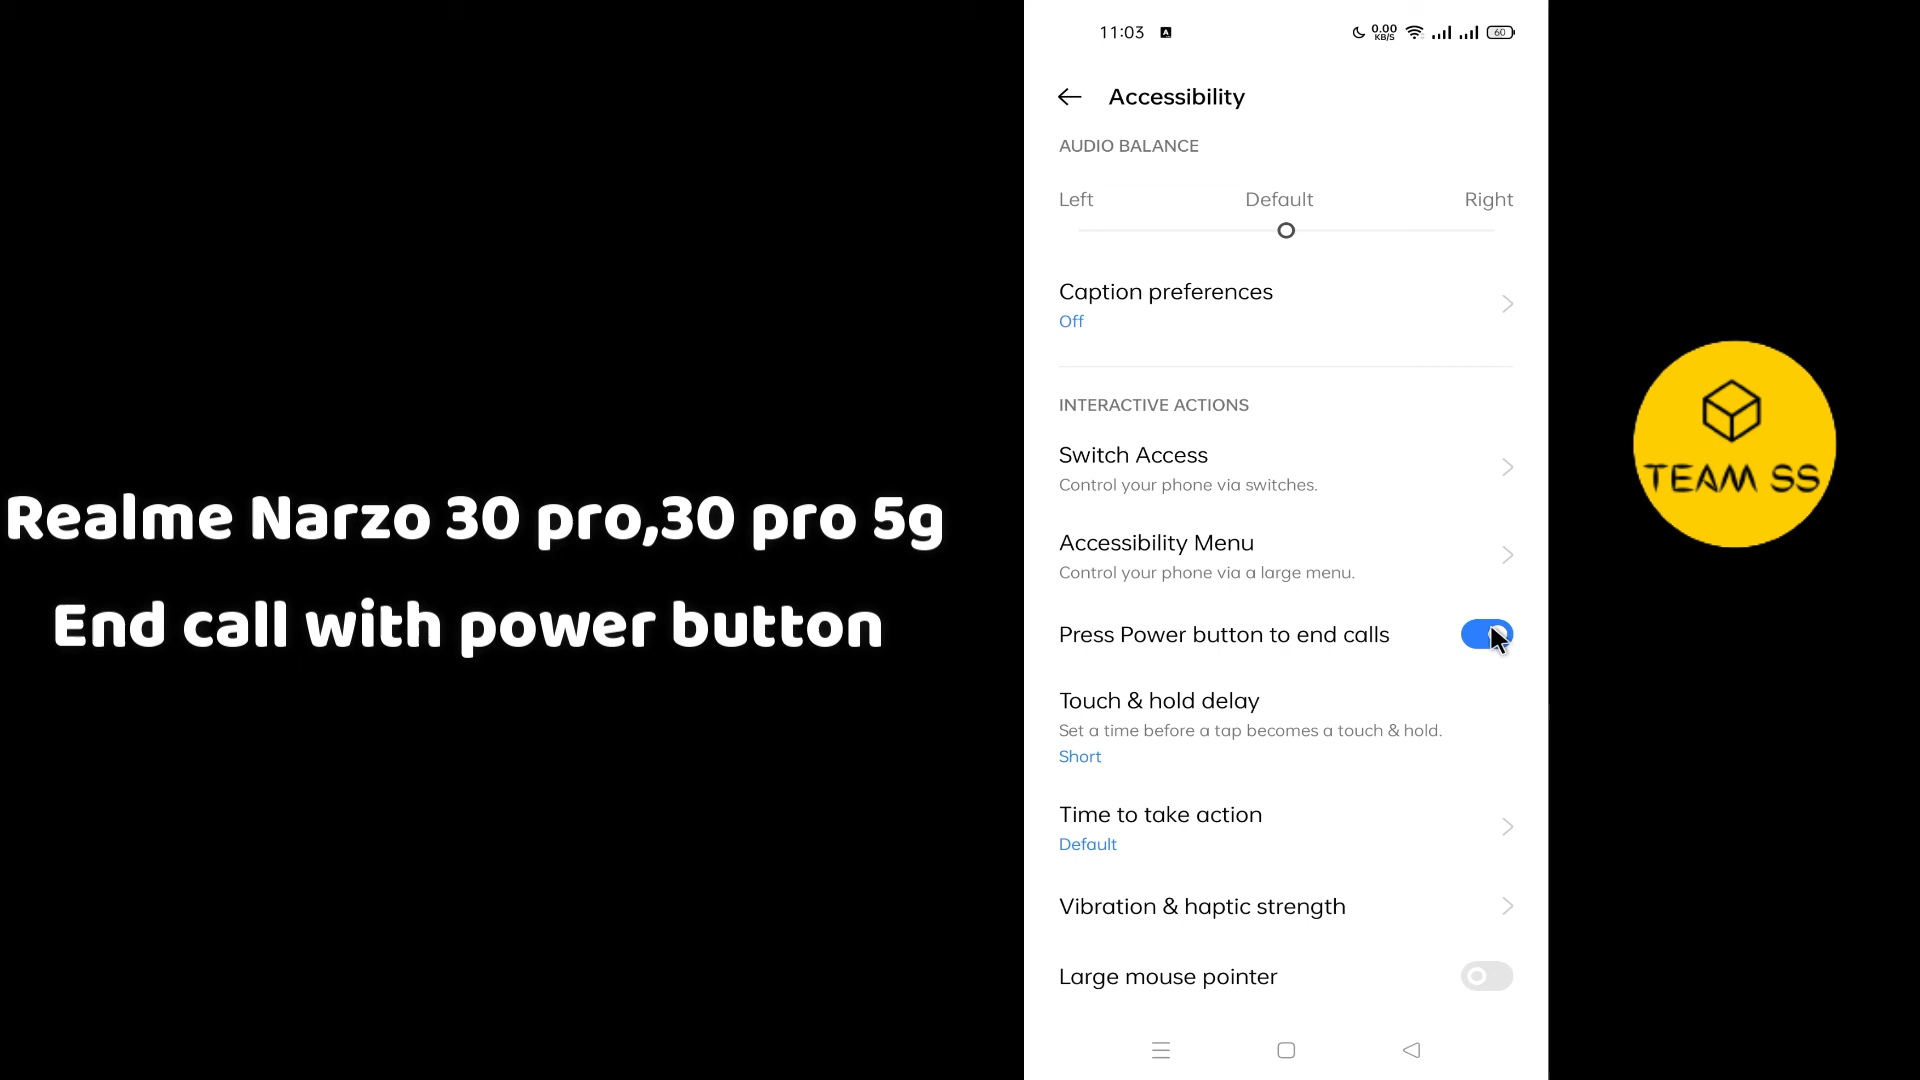 11:03
A
0.00
KB/S
60
Accessibility
AUDIO BALANCE
Left Default Right
Caption preferences
Off
INTERACTIVE ACTIONS
Switch Access
Control your phone via switches.
Accessibility Menu
Control your phone via a large menu.
Press Power button to end calls
Touch & hold delay
Set a time before a tap becomes a touch & hold.
Short
Time to take action
Default
Vibration & haptic strength
Large mouse pointer
Realme Narzo 30 pro,30 pro 5g
End call with power button
TEAM SS